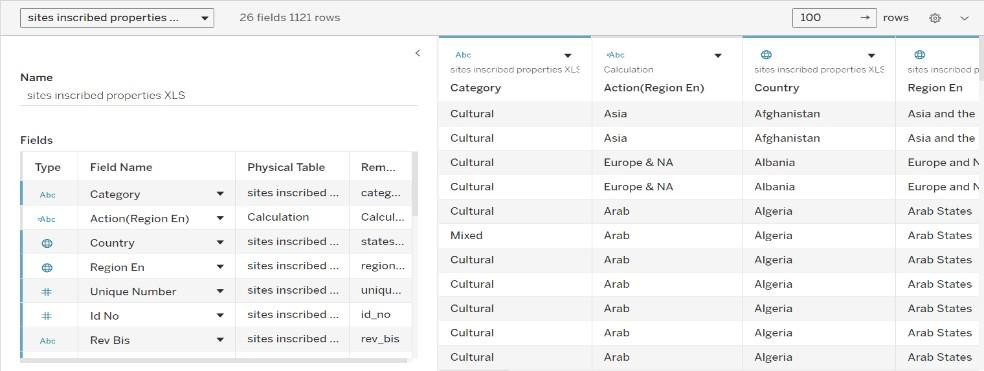 sites inscribed properties ...
26 fields 1121 rows
100 → rows
Name
sites inscribed properties XLS
Fields
Type Field Name Physical Table Rem...
Abc Category sites inscribed ... categ...
=Abc Action(Region En) Calculation Calcul...
Country sites inscribed ... states...
Region En sites inscribed ... region...
# Unique Number sites inscribed ... uniqu...
# Id No sites inscribed ... id_no
Abc Rev Bis sites inscribed ... rev_bis
Abc =Abc
sites inscribed properties XLS Calculation sites inscribed properties XLS sites inscribed p
Category Action(Region En) Country Region En
Cultural Asia Afghanistan Asia and the
Cultural Asia Afghanistan Asia and the
Cultural Europe & NA Albania Europe and N
Cultural Europe & NA Albania Europe and N
Cultural Arab Algeria Arab States
Mixed Arab Algeria Arab States
Cultural Arab Algeria Arab States
Cultural Arab Algeria Arab States
Cultural Arab Algeria Arab States
Cultural Arab Algeria Arab States
Cultural Arab Algeria Arab States